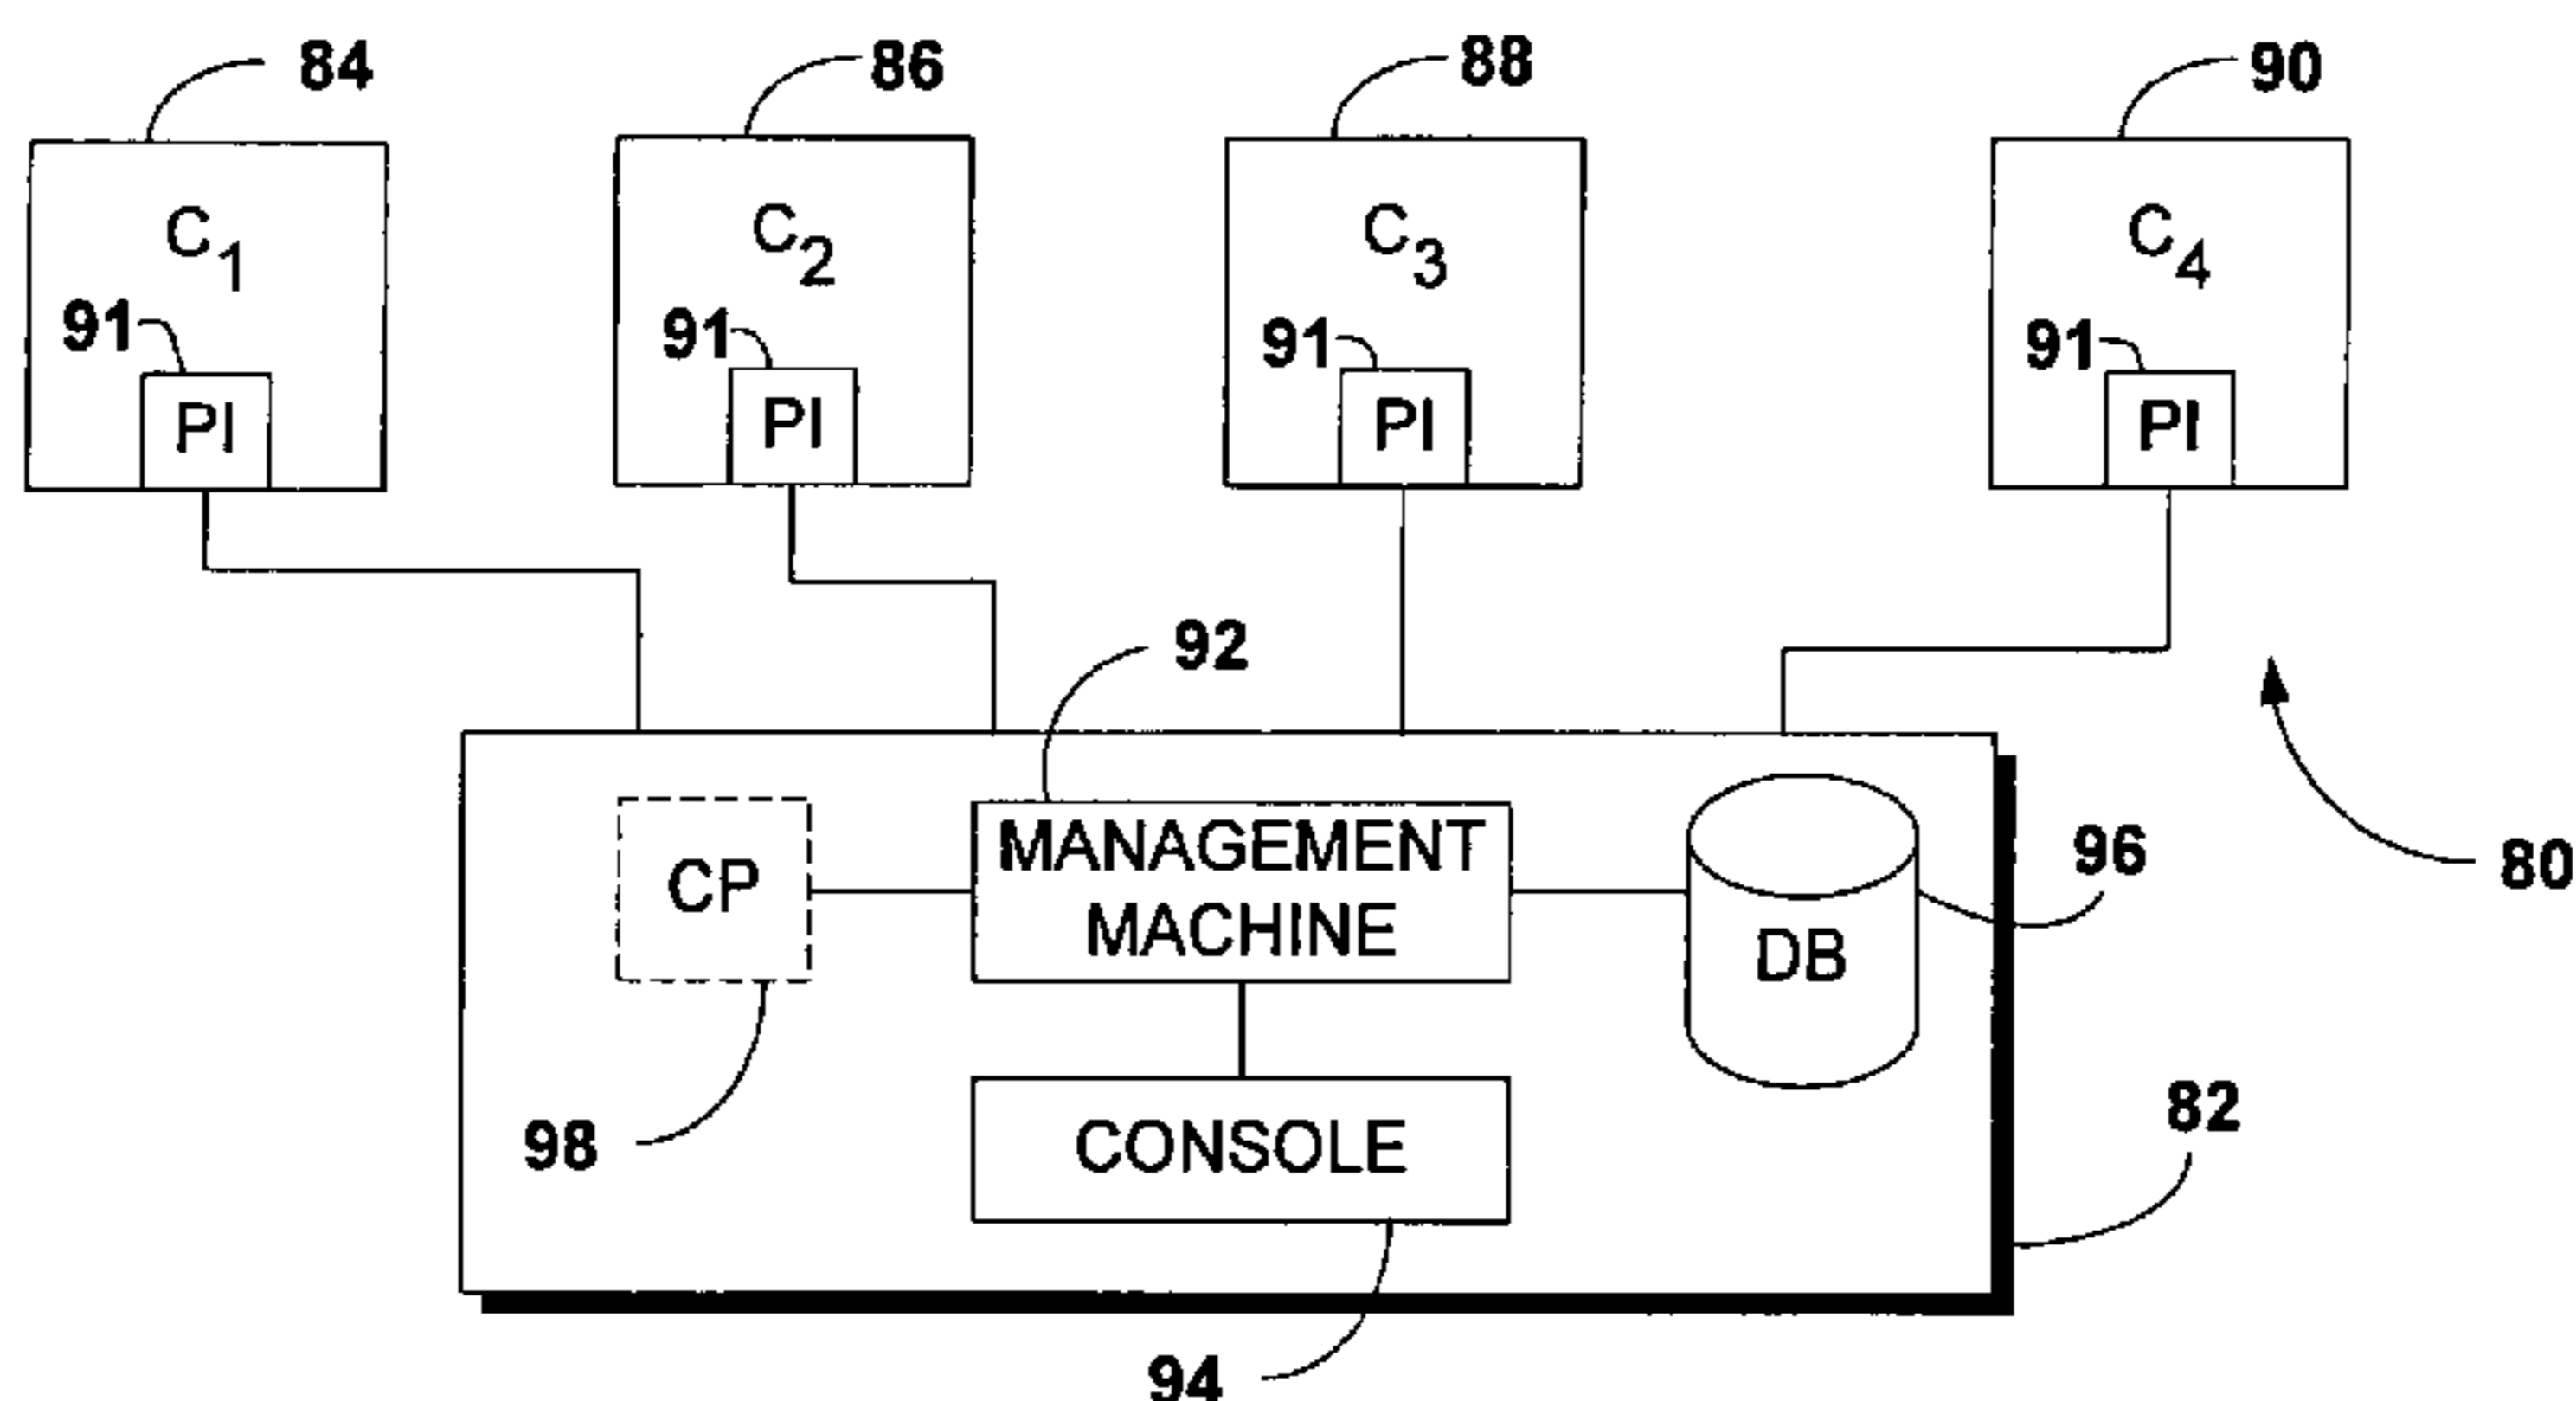 84
86
88
90
C1
C2
C3
C4
91
91
91
91
PI
PI
PI
PI
92
80
CP
MANAGEMENT
MACHINE
96
DB
98
CONSOLE
82
94